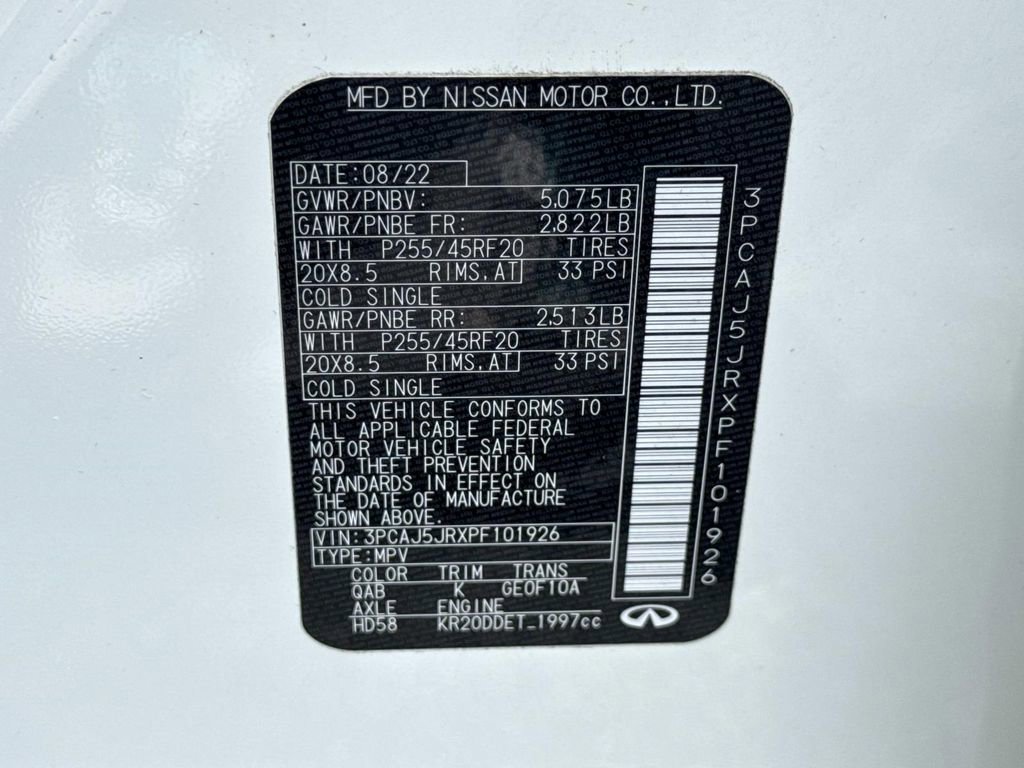 MFD BY NISSAN MOTOR CO.,LTD.
DATE:08/22
GVWR/PNBV: 5,075LB
GAWR/PNBE FR: 2,822LB
WITH P255/45RF20 TIRES
20X8.5 RIMS,AT 33 PSI
COLD SINGLE
GAWR/PNBE RR: 2,513LB
WITH P255/45RF20 TIRES
20X8.5 RIMS,AT 33 PSI
COLD SINGLE
THIS VEHICLE CONFORMS TO
ALL APPLICABLE FEDERAL
MOTOR VEHICLE SAFETY
AND THEFT PREVENTION
STANDARDS IN EFFECT ON
THE DATE OF MANUFACTURE
SHOWN ABOVE.
VIN:3PCAJ5JRXPF101926
TYPE:MPV
COLOR TRIM TRANS
QAB K GE0F10A
AXLE ENGINE
HD58 KR20DDET_1997cc
3PCAJ5JRXPF101926